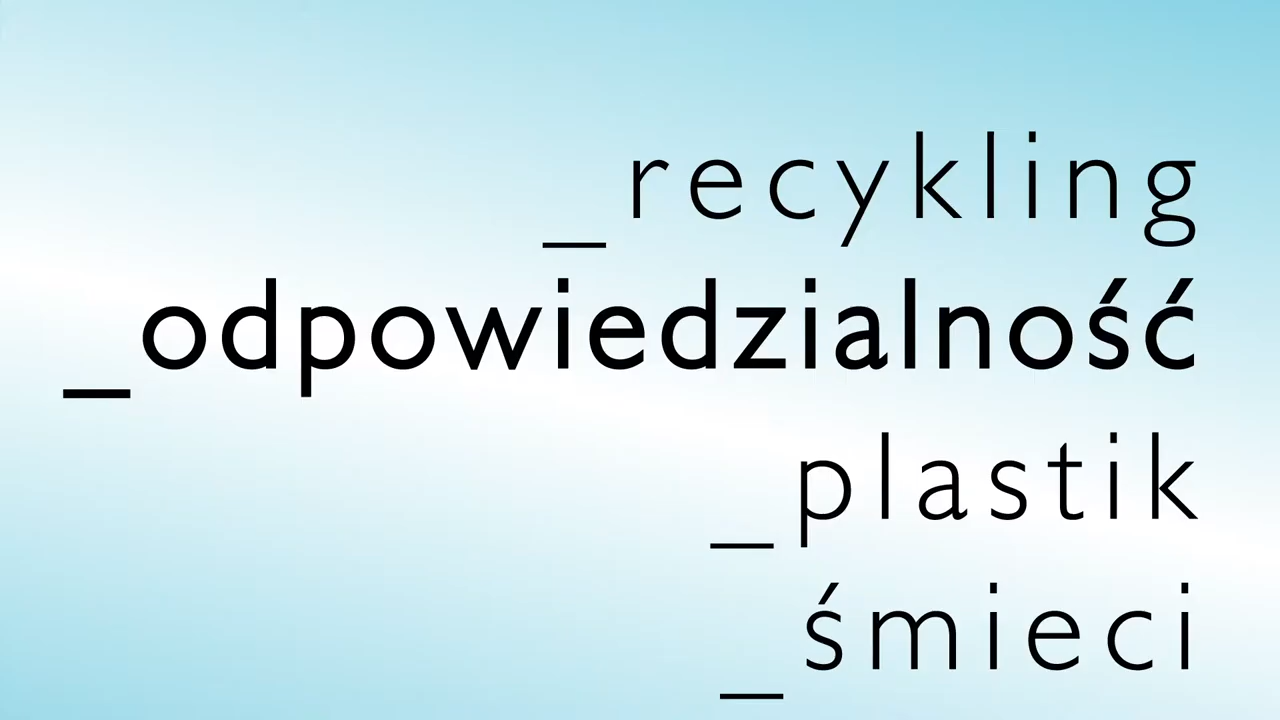 _recykling
_odpowiedzialność
_plastik
_śmieci